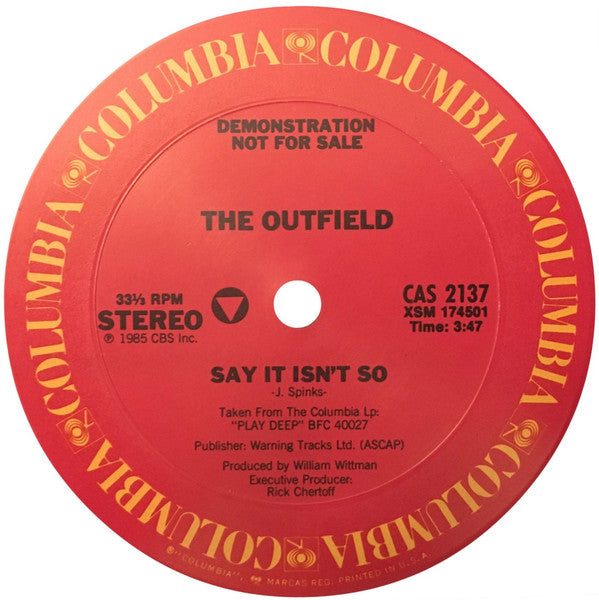 COLUMBIA COLUMBIA COLUMBIA COLUMBIA COLUMBIA COLUMBIA
DEMONSTRATION
NOT FOR SALE
THE OUTFIELD
33⅓ RPM
STEREO
℗ 1985 CBS Inc.
CAS 2137
XSM 174501
Time: 3:47
SAY IT ISN'T SO
-J. Spinks-
Taken From The Columbia Lp:
"PLAY DEEP" BFC 40027
Publisher: Warning Tracks Ltd. (ASCAP)
Produced by William Wittman
Executive Producer:
Rick Chertoff
® "COLUMBIA", MARCAS REG. PRINTED IN U.S.A.